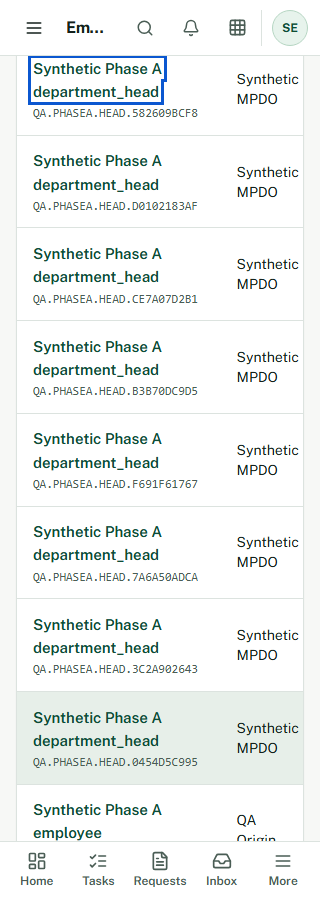 Em...
SE
Synthetic Phase A
department_head
QA.PHASEA.HEAD.582609BCF8
Synthetic
MPDO
Synthetic Phase A
department_head
QA.PHASEA.HEAD.D0102183AF
Synthetic
MPDO
Synthetic Phase A
department_head
QA.PHASEA.HEAD.CE7A07D2B1
Synthetic
MPDO
Synthetic Phase A
department_head
QA.PHASEA.HEAD.B3B70DC9D5
Synthetic
MPDO
Synthetic Phase A
department_head
QA.PHASEA.HEAD.F691F61767
Synthetic
MPDO
Synthetic Phase A
department_head
QA.PHASEA.HEAD.7A6A50ADCA
Synthetic
MPDO
Synthetic Phase A
department_head
QA.PHASEA.HEAD.3C2A902643
Synthetic
MPDO
Synthetic Phase A
department_head
QA.PHASEA.HEAD.0454D5C995
Synthetic
MPDO
Synthetic Phase A
employee
QA
Origin
Home
Tasks
Requests
Inbox
More